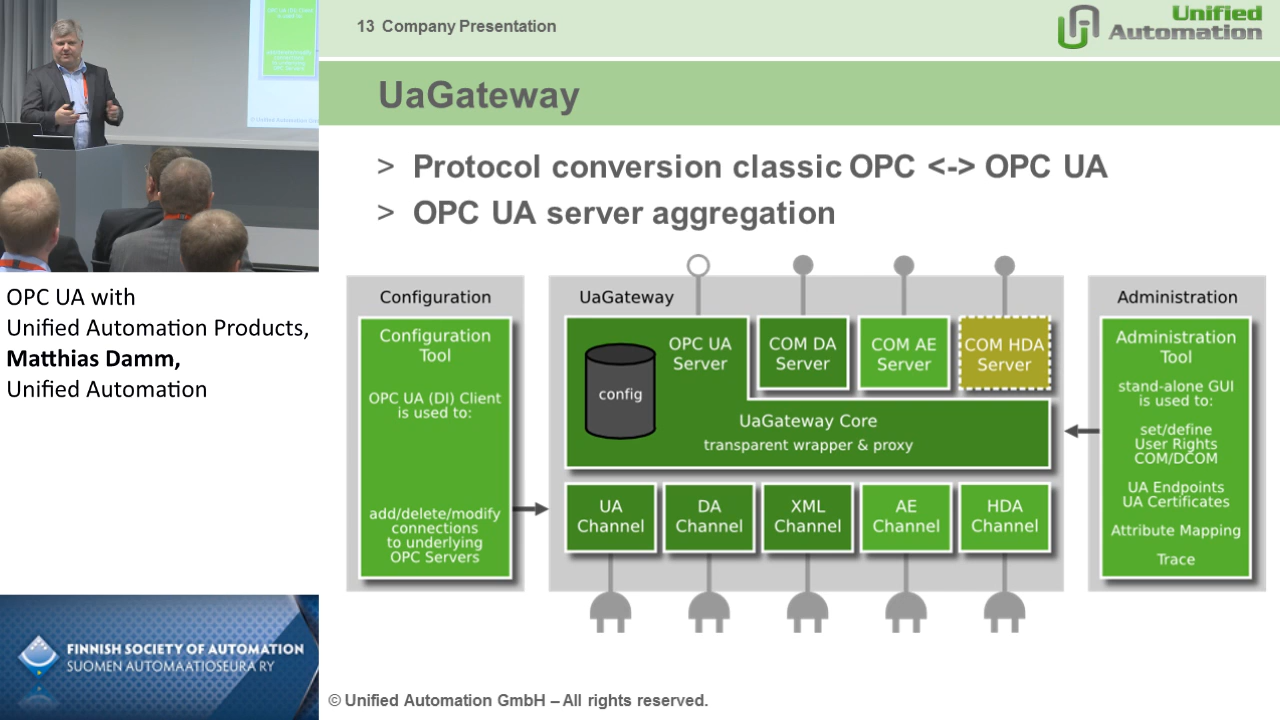 13 Company Presentation
Unified
Automation
UaGateway
> Protocol conversion classic OPC <-> OPC UA
> OPC UA server aggregation
OPC UA with
Unified Automation Products,
Matthias Damm,
Unified Automation
Configuration
Configuration
Tool
OPC UA (DI) Client
is used to:
add/delete/modify
connections
to underlying
OPC Servers
UaGateway
config
OPC UA
Server
COM DA
Server
COM AE
Server
COM HDA
Server
UaGateway Core
transparent wrapper & proxy
UA
Channel
DA
Channel
XML
Channel
AE
Channel
HDA
Channel
Administration
Administration
Tool
stand-alone GUI
is used to:
set/define
User Rights
COM/DCOM
UA Endpoints
UA Certificates
Attribute Mapping
Trace
FINNISH SOCIETY OF AUTOMATION
SUOMEN AUTOMAATIOSEURA RY
© Unified Automation GmbH – All rights reserved.